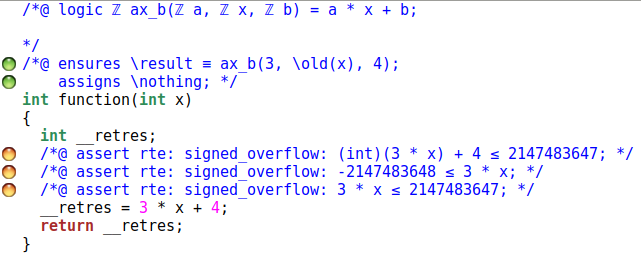 /*@ logic ℤ ax_b(ℤ a, ℤ x, ℤ b) = a * x + b;
*/
/*@ ensures \result ≡ ax_b(3, \old(x), 4);
assigns \nothing; */
int function(int x)
{
int __retres;
/*@ assert rte: signed_overflow: (int)(3 * x) + 4 ≤ 2147483647; */
/*@ assert rte: signed_overflow: -2147483648 ≤ 3 * x; */
/*@ assert rte: signed_overflow: 3 * x ≤ 2147483647; */
__retres = 3 * x + 4;
return __retres;
}